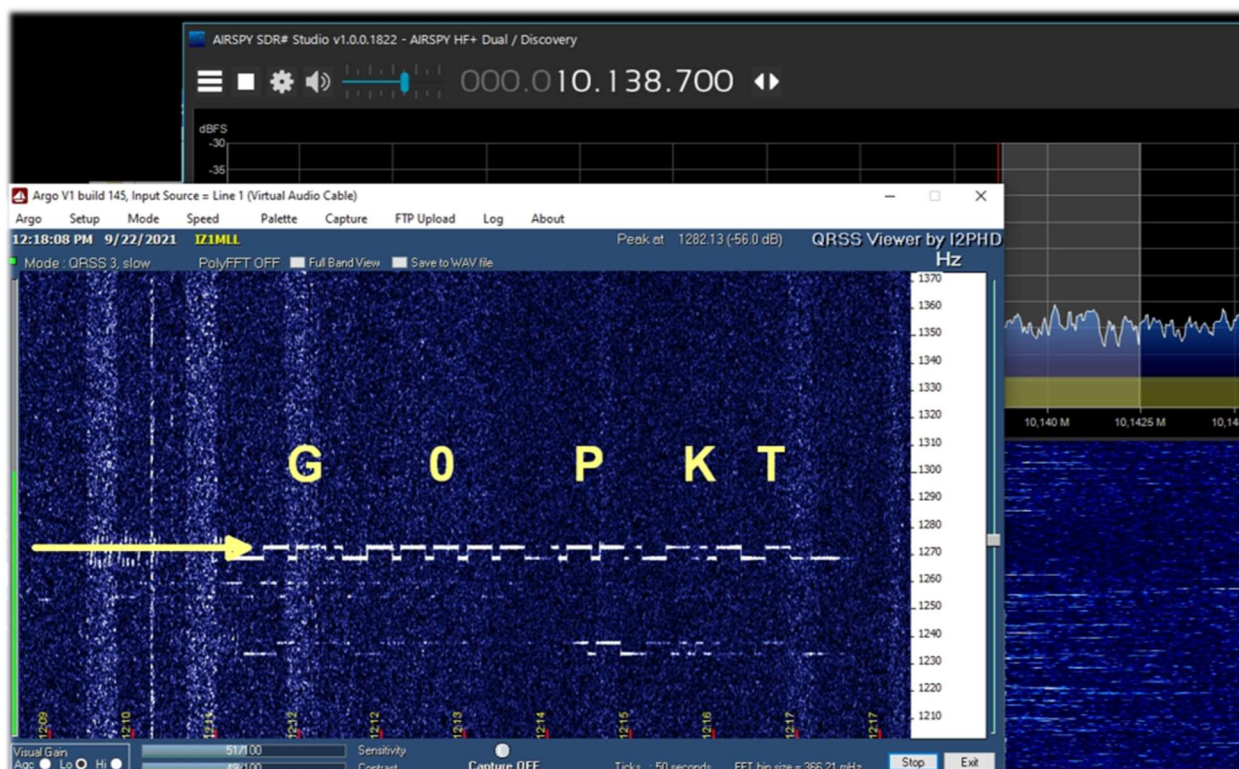 AIRSPY SDR# Studio v1.0.0.1822 - AIRSPY HF+ Dual / Discovery
000.010.138.700
dBFS
-30
-35
Argo V1 build 145, Input Source = Line 1 (Virtual Audio Cable)
Argo Setup Mode Speed Palette Capture FTP Upload Log About
12:18:08 PM 9/22/2021 IZ1MLL Peak at 1282.13 (-56.0 dB) QRSS Viewer by I2PHD
Mode : QRSS 3, slow PolyFFT OFF Full Band View Save to WAV file Hz
1370
1360
1350
1340
1330
1320
1310
G 0 P K T
1300
1290
1280
1270
1260
1250
1240
1230
1220
1210
10,140 M 10,1425 M 10,14
12:09 12:10 12:11 12:12 12:12 12:13 12:14 12:15 12:16 12:17 12:17
Visual Gain 51/100 Sensitivity
Agc Lo Hi 49/100 Contrast Capture OFF Ticks : 50 seconds FFT bin size = 366.21 mHz Stop Exit